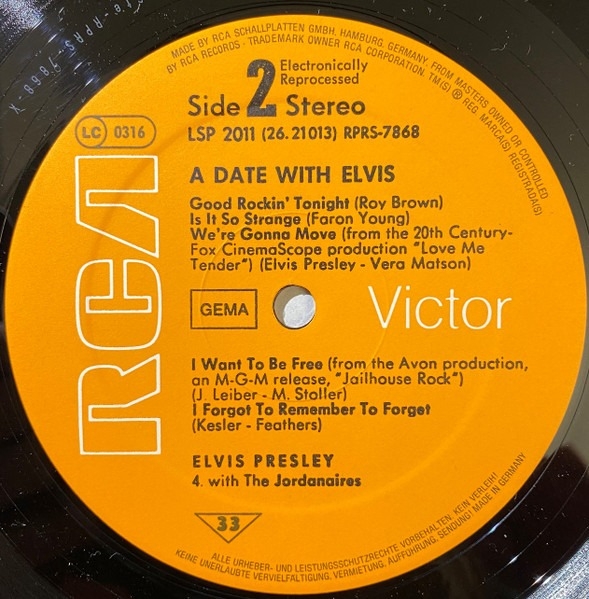 MADE BY RCA SCHALLPLATTEN GMBH, HAMBURG, GERMANY, FROM MASTERS OWNED OR CONTROLLED
BY RCA RECORDS · TRADEMARK OWNER RCA CORPORATION. TM(S) ® REG. MARCA(S) REGISTRADA(S)
Electronically
Reprocessed
Side 2 Stereo
LC 0316
LSP 2011 (26.21013) RPRS-7868
A DATE WITH ELVIS
Good Rockin' Tonight (Roy Brown)
Is It So Strange (Faron Young)
We're Gonna Move (from the 20th Century-
Fox CinemaScope production "Love Me
Tender") (Elvis Presley - Vera Matson)
GEMA
RCA
Victor
I Want To Be Free (from the Avon production,
an M-G-M release, "Jailhouse Rock")
(J. Leiber - M. Stoller)
I Forgot To Remember To Forget
(Kesler - Feathers)
ELVIS PRESLEY
4. with The Jordanaires
33
ALLE URHEBER- UND LEISTUNGSSCHUTZRECHTE VORBEHALTEN. KEIN VERLEIH!
KEINE UNERLAUBTE VERVIELFÄLTIGUNG, VERMIETUNG, AUFFÜHRUNG, SENDUNG! MADE IN GERMANY